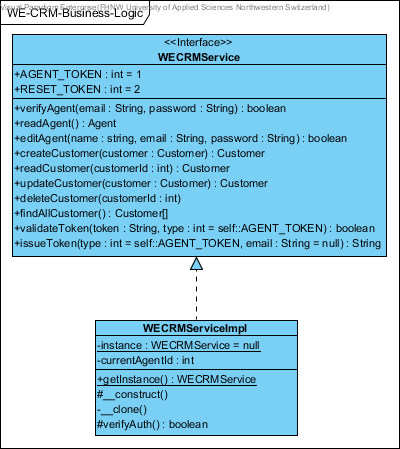 Visual Paradigm Enterprise(FHNW University of Applied Sciences Northwestern Switzerland)
WE-CRM-Business-Logic
<<Interface>>
WECRMService
+AGENT_TOKEN : int = 1
+RESET_TOKEN : int = 2
+verifyAgent(email : String, password : String) : boolean
+readAgent() : Agent
+editAgent(name : string, email : String, password : String) : boolean
+createCustomer(customer : Customer) : Customer
+readCustomer(customerId : int) : Customer
+updateCustomer(customer : Customer) : Customer
+deleteCustomer(customerId : int)
+findAllCustomer() : Customer[]
+validateToken(token : String, type : int = self::AGENT_TOKEN) : boolean
+issueToken(type : int = self::AGENT_TOKEN, email : String = null) : String
WECRMServiceImpl
-instance : WECRMService = null
-currentAgentId : int
+getInstance() : WECRMService
#__construct()
-__clone()
#verifyAuth() : boolean